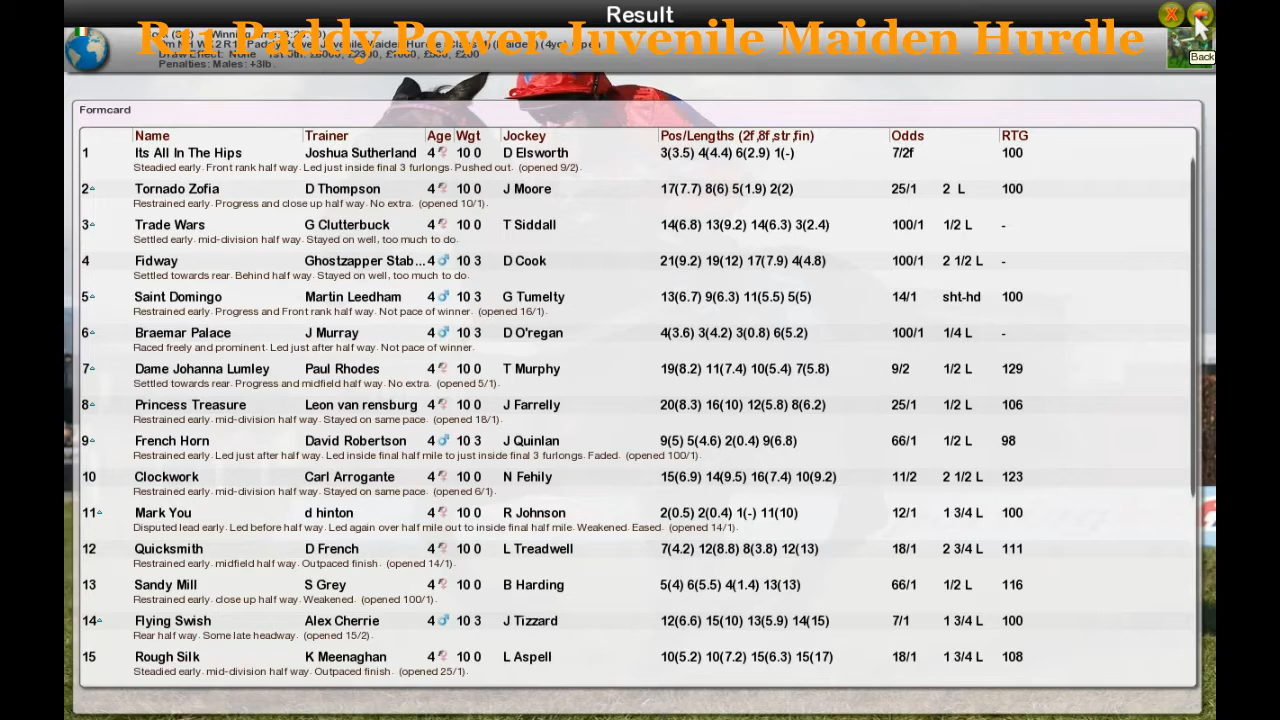 Result
R11 Paddy Power Juvenile Maiden Hurdle
Back
Penalties: Males: +3lb.
Formcard
Name Trainer Age Wgt Jockey Pos/Lengths (2f,8f,str,fin) Odds RTG
1 Its All In The Hips Joshua Sutherland 4♀ 10 0 D Elsworth 3(3.5) 4(4.4) 6(2.9) 1(-) 7/2f 100
Steadied early. Front rank half way. Led just inside final 3 furlongs. Pushed out. (opened 9/2).
2 Tornado Zofia D Thompson 4♀ 10 0 J Moore 17(7.7) 8(6) 5(1.9) 2(2) 25/1 2 L 100
Restrained early. Progress and close up half way. No extra. (opened 10/1).
3 Trade Wars G Clutterbuck 4♀ 10 0 T Siddall 14(6.8) 13(9.2) 14(6.3) 3(2.4) 100/1 1/2 L -
Settled early. mid-division half way. Stayed on well, too much to do.
4 Fidway Ghostzapper Stab... 4♂ 10 3 D Cook 21(9.2) 19(12) 17(7.9) 4(4.8) 100/1 2 1/2 L -
Settled towards rear. Behind half way. Stayed on well, too much to do.
5 Saint Domingo Martin Leedham 4♂ 10 3 G Tumelty 13(6.7) 9(6.3) 11(5.5) 5(5) 14/1 sht-hd 100
Restrained early. Progress and Front rank half way. Not pace of winner. (opened 16/1).
6 Braemar Palace J Murray 4♂ 10 3 D O'regan 4(3.6) 3(4.2) 3(0.8) 6(5.2) 100/1 1/4 L -
Raced freely and prominent. Led just after half way. Not pace of winner.
7 Dame Johanna Lumley Paul Rhodes 4♀ 10 0 T Murphy 19(8.2) 11(7.4) 10(5.4) 7(5.8) 9/2 1/2 L 129
Settled towards rear. Progress and midfield half way. No extra. (opened 5/1).
8 Princess Treasure Leon van rensburg 4♀ 10 0 J Farrelly 20(8.3) 16(10) 12(5.8) 8(6.2) 25/1 1/2 L 106
Restrained early. mid-division half way. Stayed on same pace. (opened 18/1).
9 French Horn David Robertson 4♂ 10 3 J Quinlan 9(5) 5(4.6) 2(0.4) 9(6.8) 66/1 1/2 L 98
Restrained early. Led just after half way. Led inside final half mile to just inside final 3 furlongs. Faded. (opened 100/1).
10 Clockwork Carl Arrogante 4♀ 10 0 N Fehily 15(6.9) 14(9.5) 16(7.4) 10(9.2) 11/2 2 1/2 L 123
Restrained early. mid-division half way. Stayed on same pace. (opened 6/1).
11 Mark You d hinton 4♀ 10 0 R Johnson 2(0.5) 2(0.4) 1(-) 11(10) 12/1 1 3/4 L 100
Disputed lead early. Led before half way. Led again over half mile out to inside final half mile. Weakened. Eased. (opened 14/1).
12 Quicksmith D French 4♀ 10 0 L Treadwell 7(4.2) 12(8.8) 8(3.8) 12(13) 18/1 2 3/4 L 111
Restrained early. midfield half way. Outpaced finish. (opened 14/1).
13 Sandy Mill S Grey 4♀ 10 0 B Harding 5(4) 6(5.5) 4(1.4) 13(13) 66/1 1/2 L 116
Restrained early. close up half way. Weakened. (opened 100/1).
14 Flying Swish Alex Cherrie 4♂ 10 3 J Tizzard 12(6.6) 15(10) 13(5.9) 14(15) 7/1 1 3/4 L 100
Rear half way. Some late headway. (opened 15/2).
15 Rough Silk K Meenaghan 4♀ 10 0 L Aspell 10(5.2) 10(7.2) 15(6.3) 15(17) 18/1 1 3/4 L 108
Steadied early. mid-division half way. Outpaced finish. (opened 25/1).